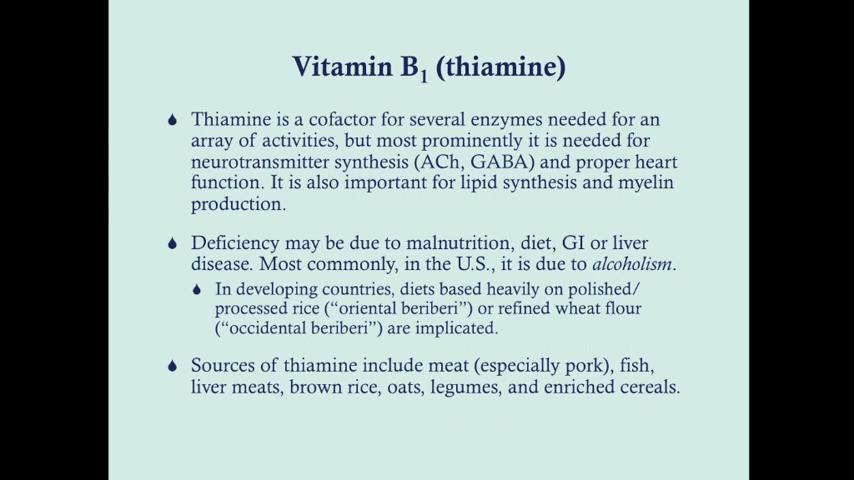 Vitamin B₁ (thiamine)
Thiamine is a cofactor for several enzymes needed for an
array of activities, but most prominently it is needed for
neurotransmitter synthesis (ACh, GABA) and proper heart
function. It is also important for lipid synthesis and myelin
production.
Deficiency may be due to malnutrition, diet, GI or liver
disease. Most commonly, in the U.S., it is due to alcoholism.
In developing countries, diets based heavily on polished/
processed rice (“oriental beriberi”) or refined wheat flour
(“occidental beriberi”) are implicated.
Sources of thiamine include meat (especially pork), fish,
liver meats, brown rice, oats, legumes, and enriched cereals.